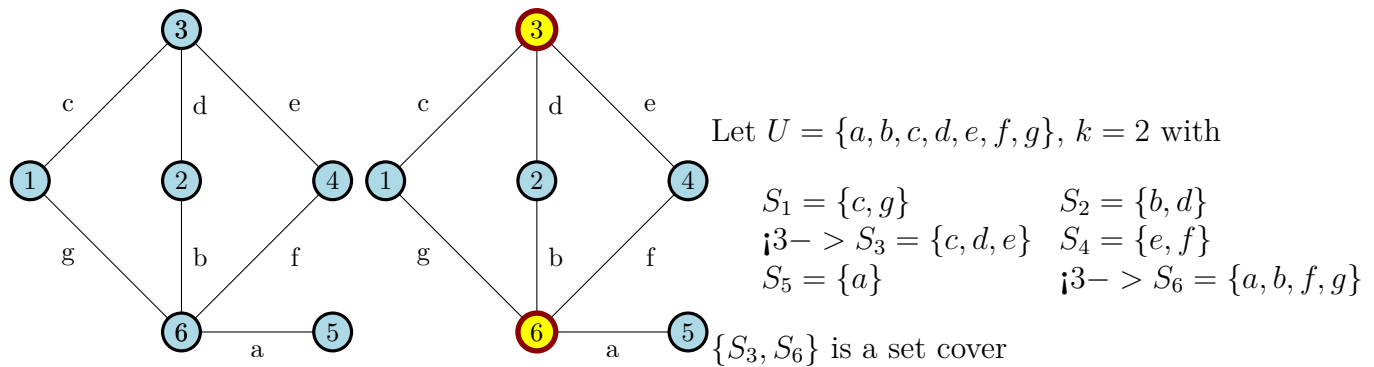 3 3
c d e c d e
Let U = {a, b, c, d, e, f, g}, k = 2 with
1 2 4 1 2 4
S₁ = {c, g} S₂ = {b, d}
¡3− > S₃ = {c, d, e} S₄ = {e, f}
g b f g b f
S₅ = {a} ¡3− > S₆ = {a, b, f, g}
6 5 6 5
a a
{S₃, S₆} is a set cover